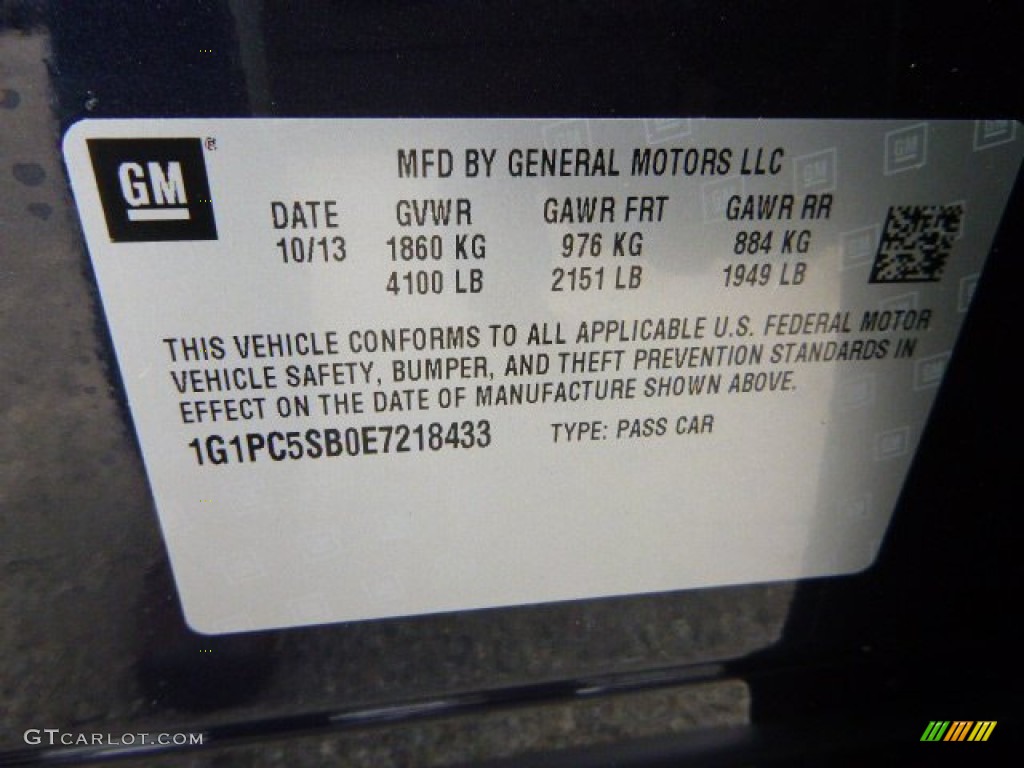 GM ®
MFD BY GENERAL MOTORS LLC
DATE GVWR GAWR FRT GAWR RR
10/13 1860 KG 976 KG 884 KG
4100 LB 2151 LB 1949 LB
THIS VEHICLE CONFORMS TO ALL APPLICABLE U.S. FEDERAL MOTOR
VEHICLE SAFETY, BUMPER, AND THEFT PREVENTION STANDARDS IN
EFFECT ON THE DATE OF MANUFACTURE SHOWN ABOVE.
1G1PC5SB0E7218433 TYPE: PASS CAR
GTCARLOT.COM